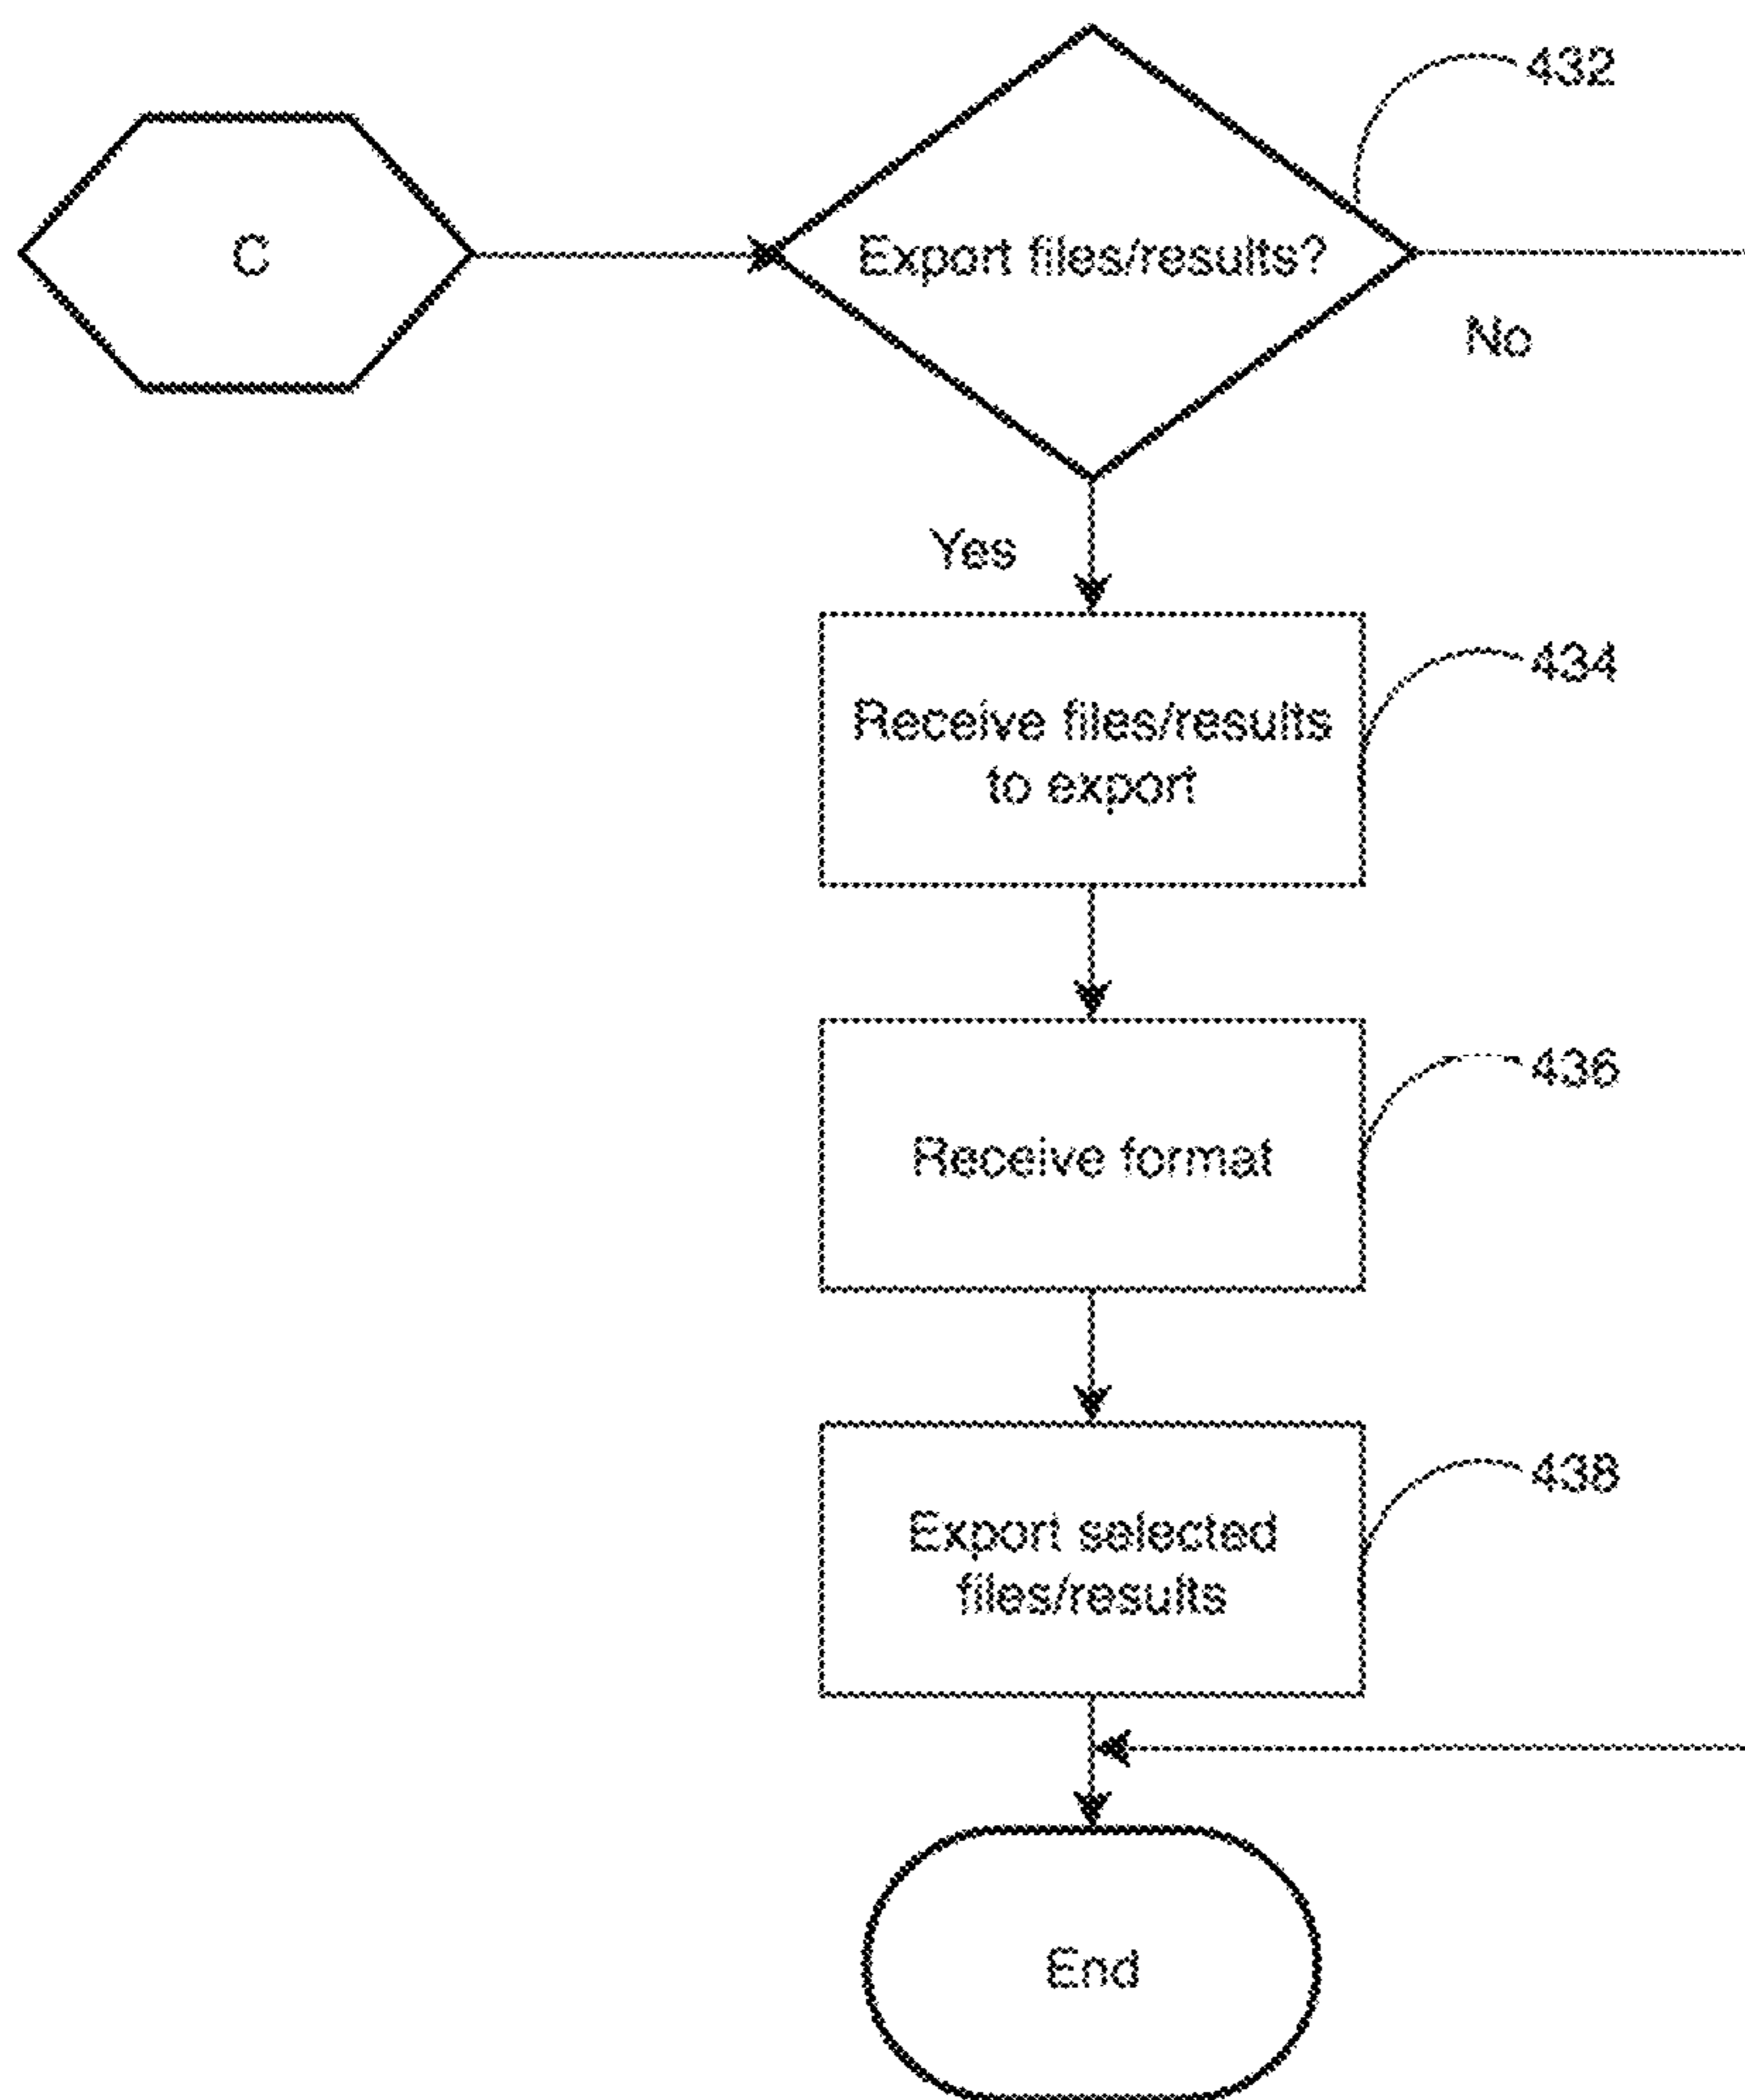 432
C
Export files/results?
No
Yes
434
Receive files/results
to export
436
Receive format
438
Export selected
files/results
End